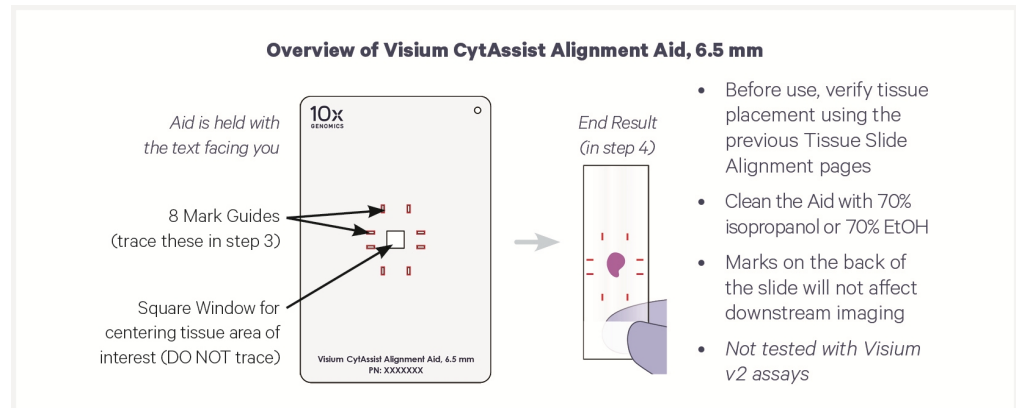 Overview of Visium CytAssist Alignment Aid, 6.5 mm
Aid is held with
the text facing you
8 Mark Guides
(trace these in step 3)
Square Window for
centering tissue area of
interest (DO NOT trace)
10x
GENOMICS
Visium CytAssist Alignment Aid, 6.5 mm
PN: XXXXXXX
End Result
(in step 4)
• Before use, verify tissue
placement using the
previous Tissue Slide
Alignment pages
• Clean the Aid with 70%
isopropanol or 70% EtOH
• Marks on the back of
the slide will not affect
downstream imaging
• Not tested with Visium
v2 assays